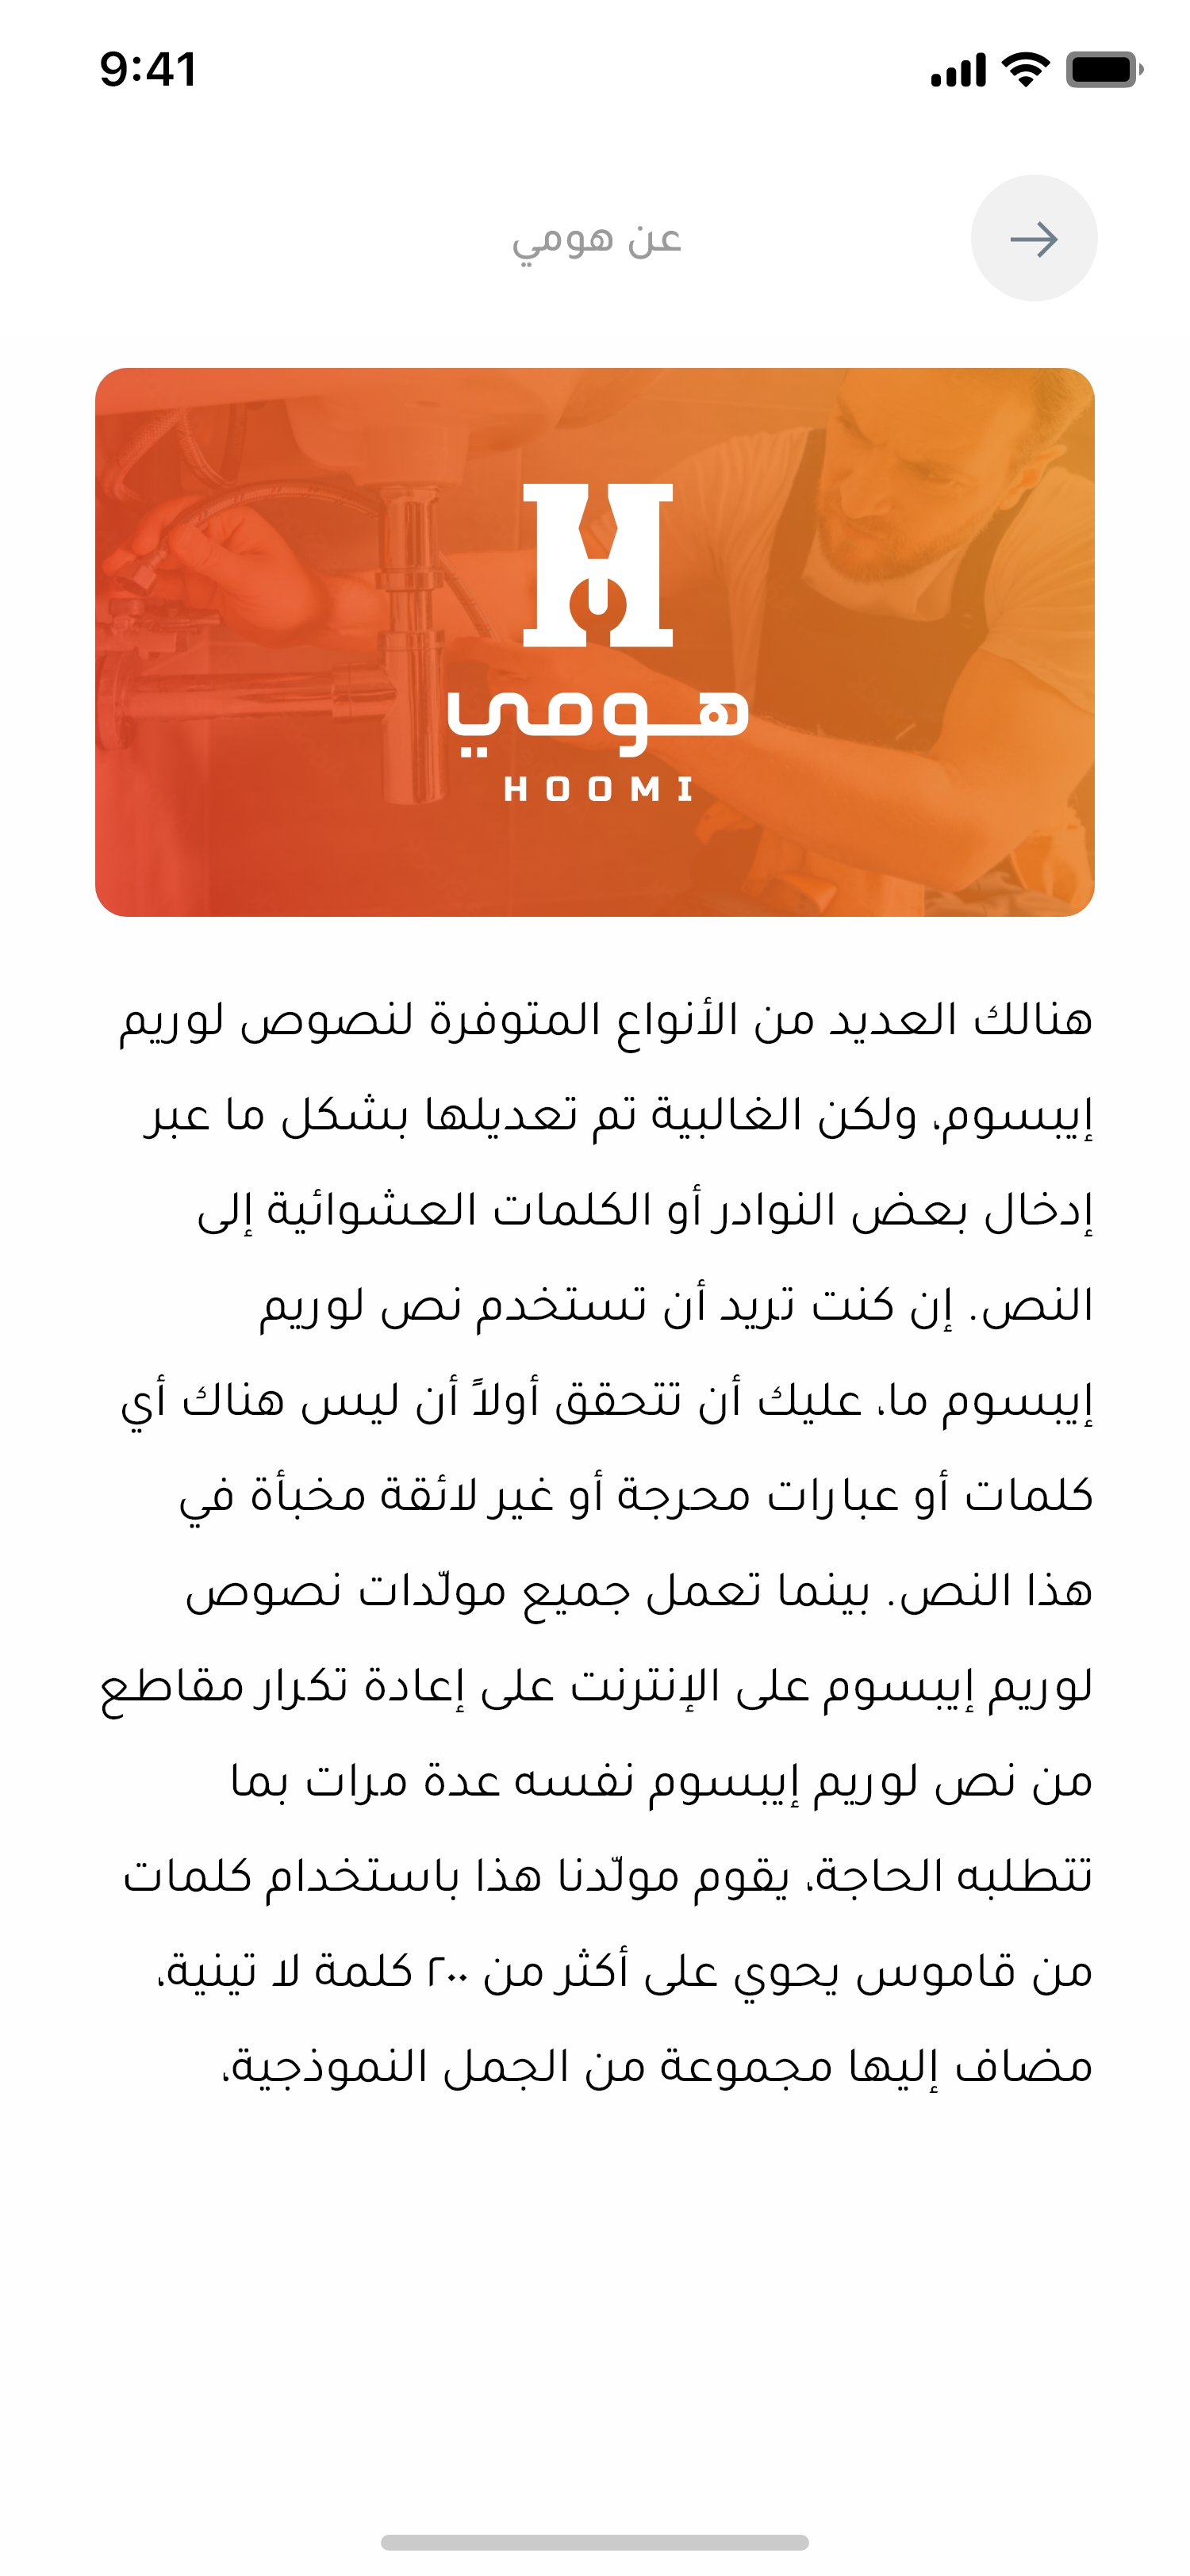 9:41
عن هومي
هومي
HOOMI
هنالك العديد من الأنواع المتوفرة لنصوص لوريم
إيبسوم، ولكن الغالبية تم تعديلها بشكل ما عبر
إدخال بعض النوادر أو الكلمات العشوائية إلى
النص. إن كنت تريد أن تستخدم نص لوريم
إيبسوم ما، عليك أن تتحقق أولاً أن ليس هناك أي
كلمات أو عبارات محرجة أو غير لائقة مخبأة في
هذا النص. بينما تعمل جميع مولّدات نصوص
لوريم إيبسوم على الإنترنت على إعادة تكرار مقاطع
من نص لوريم إيبسوم نفسه عدة مرات بما
تتطلبه الحاجة، يقوم مولّدنا هذا باستخدام كلمات
من قاموس يحوي على أكثر من ٢٠٠ كلمة لا تينية،
مضاف إليها مجموعة من الجمل النموذجية،